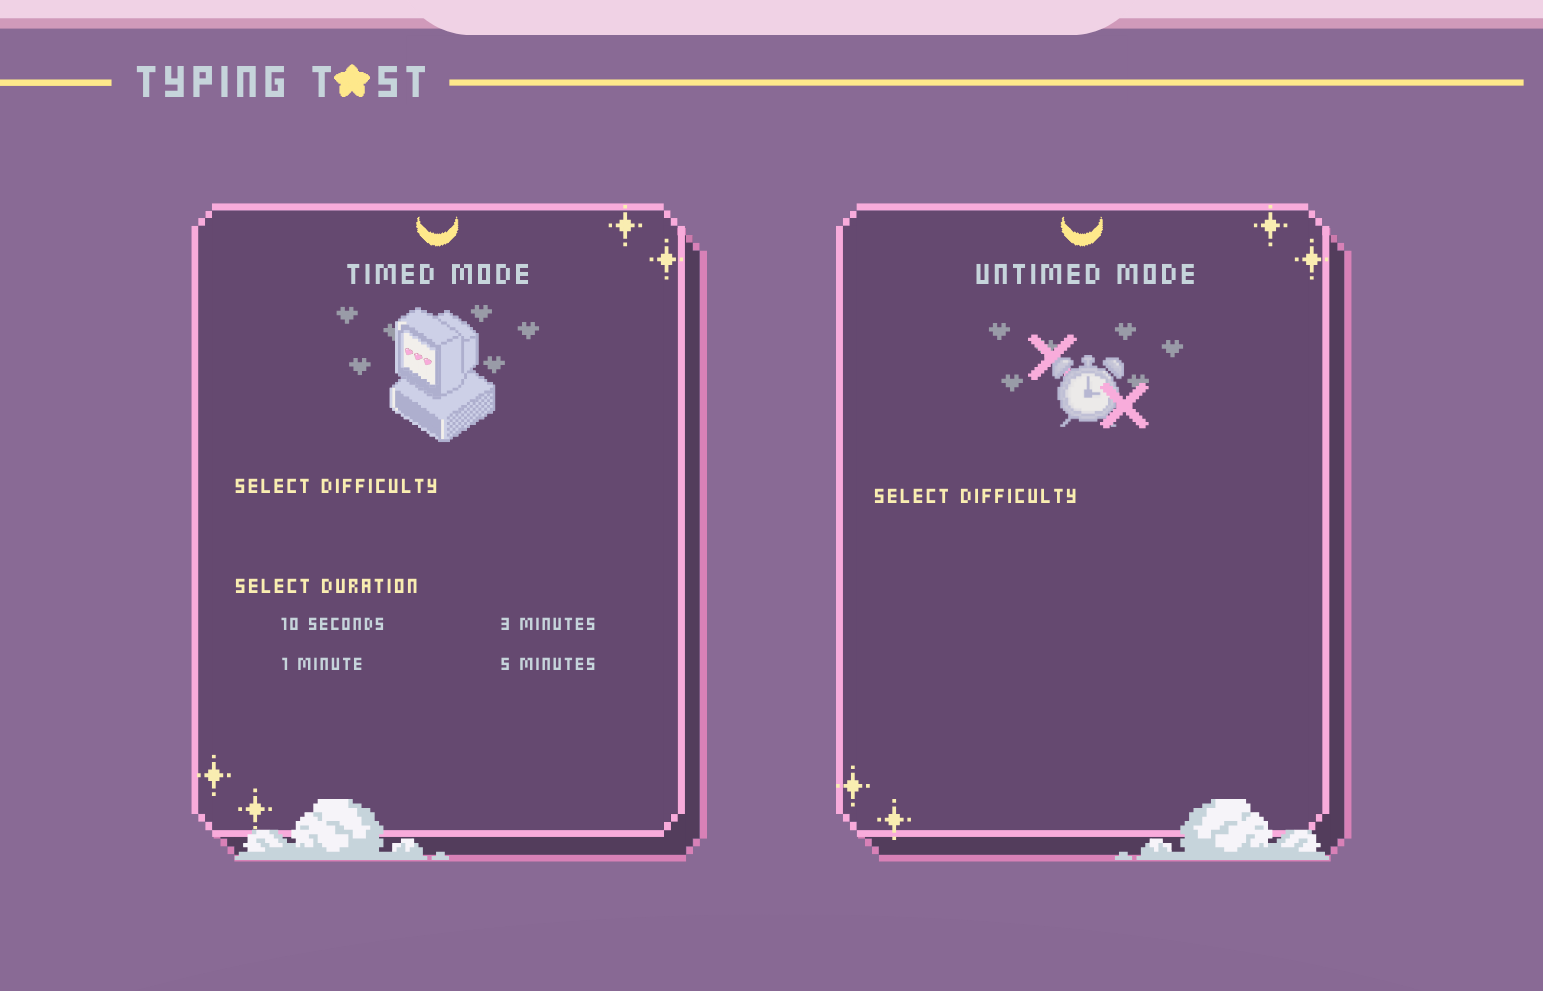 TYPING T★ST
TIMED MODE
SELECT DIFFICULTY
SELECT DURATION
10 SECONDS
3 MINUTES
1 MINUTE
5 MINUTES
UNTIMED MODE
SELECT DIFFICULTY